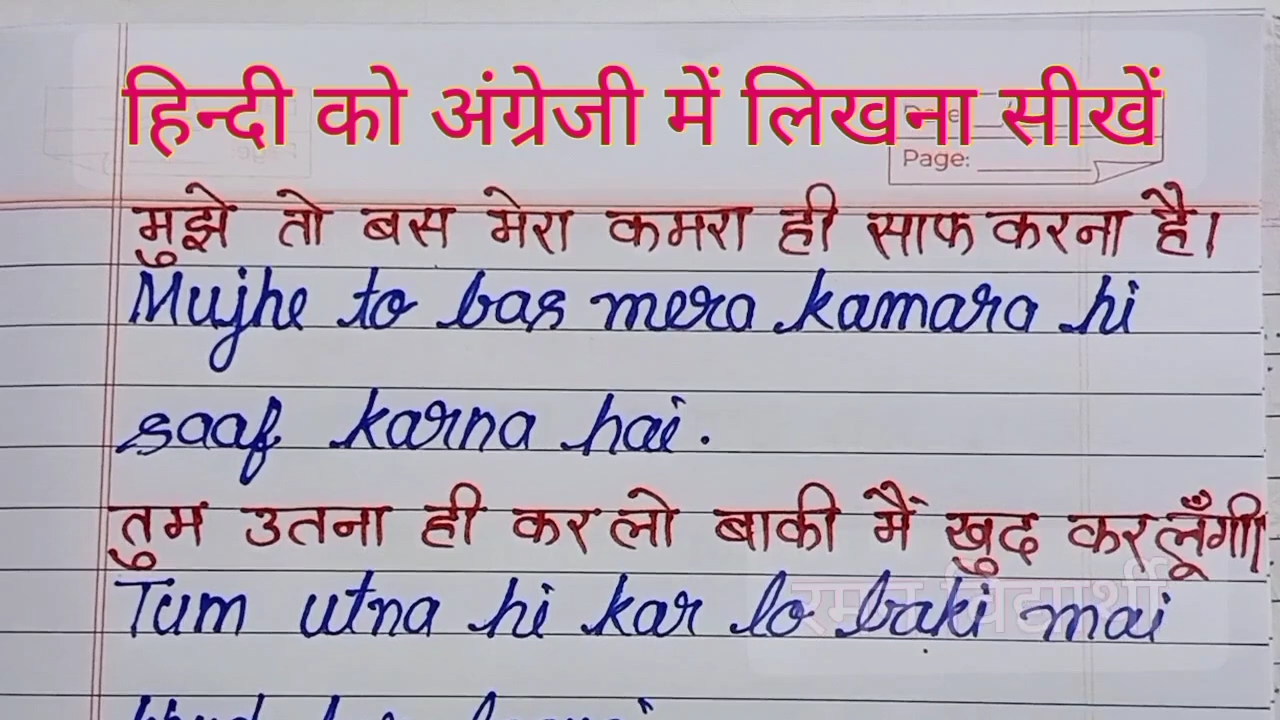 हिन्दी को अंग्रेजी में लिखना सीखें
Page:
मुझे तो बस मेरा कमरा ही साफ करना है।
Mujhe to bas mera kamara hi
saaf karna hai.
तुम उतना ही कर लो बाकी मैं खुद कर लूँगी।
Tum utna hi kar lo baki mai
रमन विद्यार्थी